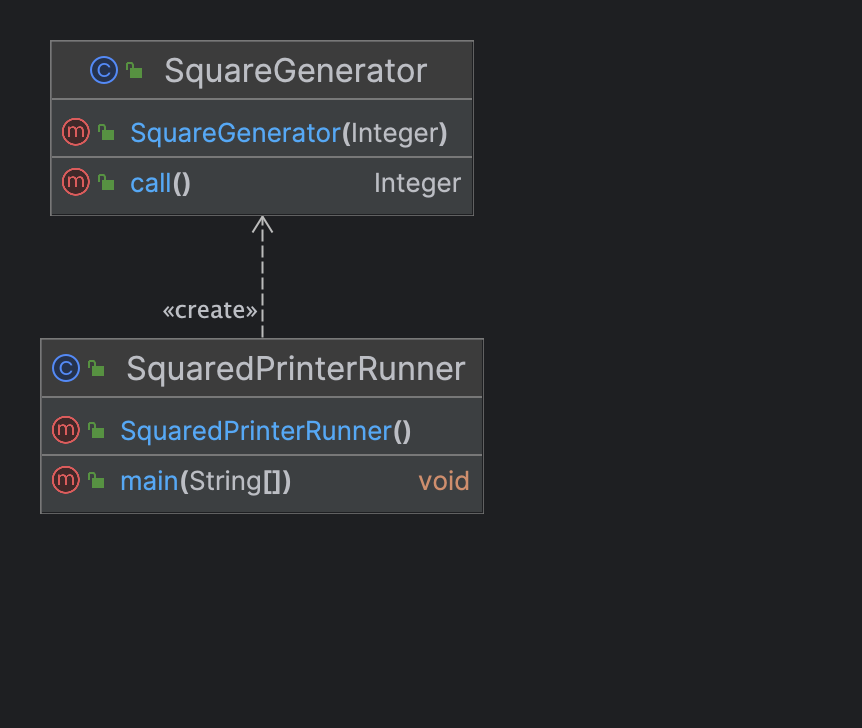 C SquareGenerator
m SquareGenerator(Integer)
m call() Integer
«create»
C SquaredPrinterRunner
m SquaredPrinterRunner()
m main(String[]) void